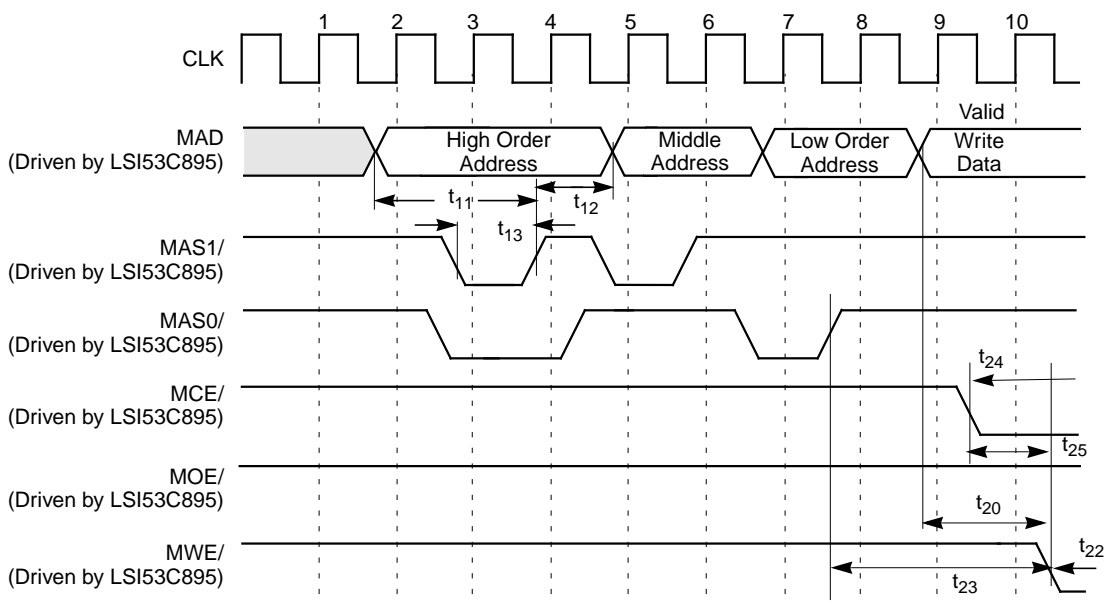 1 2 3 4 5 6 7 8 9 10
CLK
Valid
MAD
(Driven by LSI53C895)
High Order
Address
Middle
Address
Low Order
Address
Write
Data
t11
t12
t13
MAS1/
(Driven by LSI53C895)
MAS0/
(Driven by LSI53C895)
t24
MCE/
(Driven by LSI53C895)
t25
MOE/
(Driven by LSI53C895)
t20
MWE/
(Driven by LSI53C895)
t22
t23